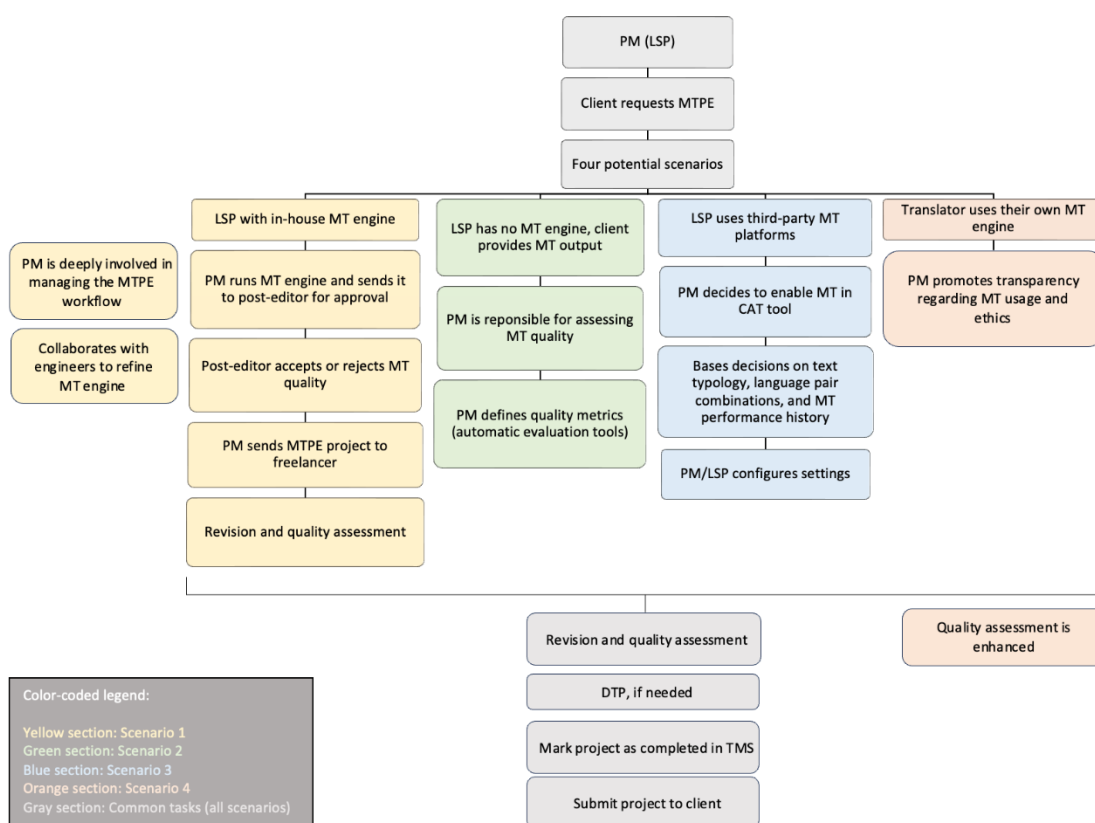 PM (LSP)
Client requests MTPE
Four potential scenarios
LSP with in-house MT engine
PM is deeply involved in
managing the MTPE
workflow
Collaborates with
engineers to refine
MT engine
PM runs MT engine and sends it
to post-editor for approval
Post-editor accepts or rejects MT
quality
PM sends MTPE project to
freelancer
Revision and quality assessment
LSP has no MT engine, client
provides MT output
PM is reponsible for assessing
MT quality
PM defines quality metrics
(automatic evaluation tools)
LSP uses third-party MT
platforms
PM decides to enable MT in
CAT tool
Bases decisions on text
typology, language pair
combinations, and MT
performance history
PM/LSP configures settings
Translator uses their own MT
engine
PM promotes transparency
regarding MT usage and
ethics
Revision and quality assessment
Quality assessment is
enhanced
DTP, if needed
Mark project as completed in TMS
Submit project to client
Color-coded legend:
Yellow section: Scenario 1
Green section: Scenario 2
Blue section: Scenario 3
Orange section: Scenario 4
Gray section: Common tasks (all scenarios)